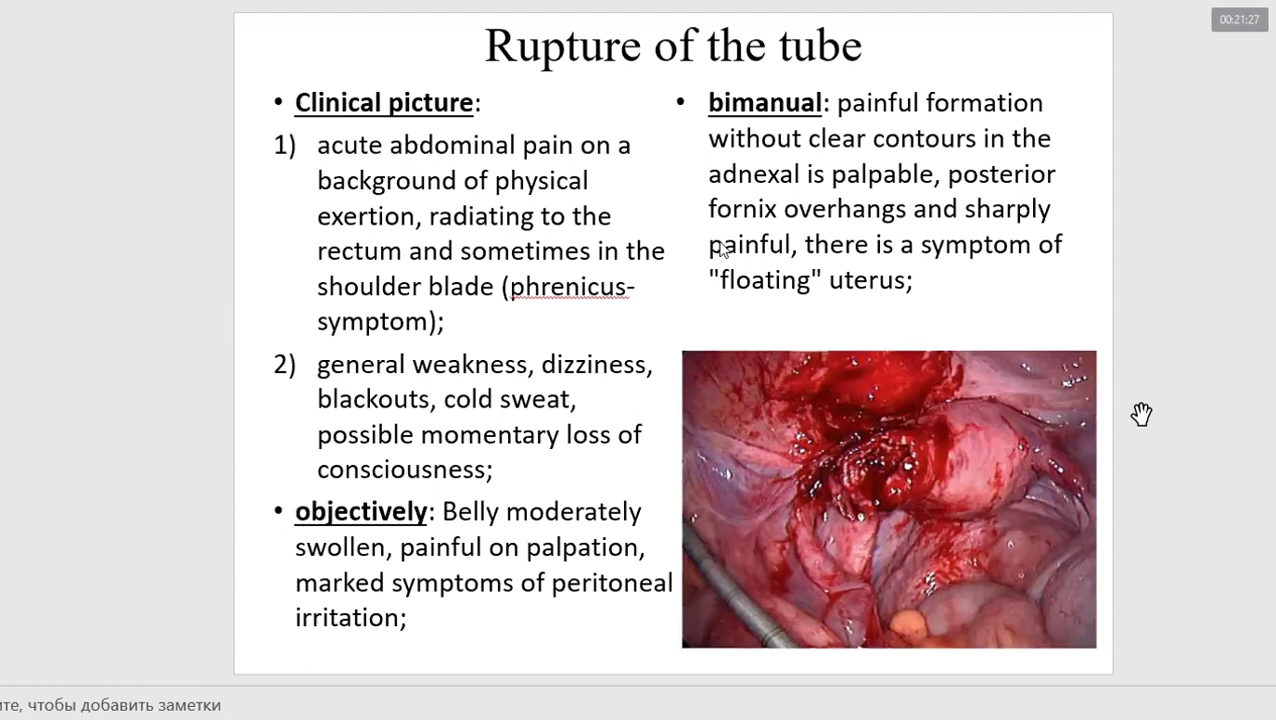 00:21:27
Rupture of the tube
• Clinical picture:
1) acute abdominal pain on a
background of physical
exertion, radiating to the
rectum and sometimes in the
shoulder blade (phrenicus-
symptom);
2) general weakness, dizziness,
blackouts, cold sweat,
possible momentary loss of
consciousness;
• objectively: Belly moderately
swollen, painful on palpation,
marked symptoms of peritoneal
irritation;
• bimanual: painful formation
without clear contours in the
adnexal is palpable, posterior
fornix overhangs and sharply
painful, there is a symptom of
"floating" uterus;
ите, чтобы добавить заметки